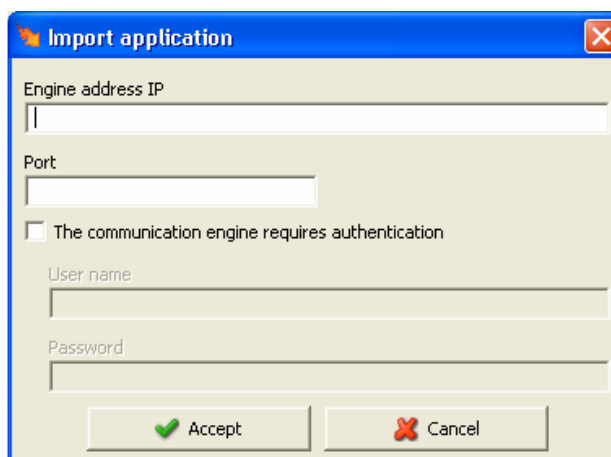 Import application
Engine address IP
Port
The communication engine requires authentication
User name
Password
Accept
Cancel